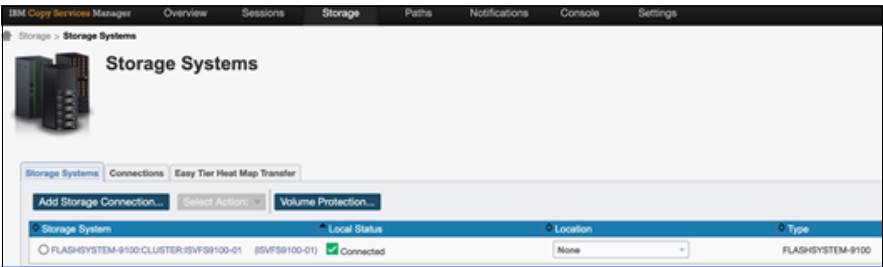 IBM Copy Services Manager Overview Sessions Storage Paths Notifications Console Settings
Storage > Storage Systems
Storage Systems
Storage Systems Connections Easy Tier Heat Map Transfer
Add Storage Connection... Select Action: Volume Protection...
Storage System Local Status Location Type
FLASHSYSTEM-9100:CLUSTER:ISVFS9100-01 (ISVFS9100-01) Connected None FLASHSYSTEM-9100